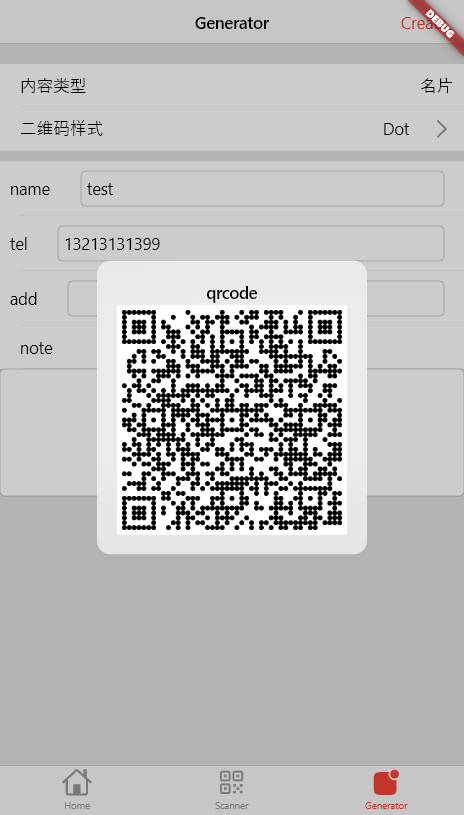 Generator
DEBUG
内容类型 名片
二维码样式 Dot
name test
tel 13213131399
add
qrcode
note
Home Scanner Generator